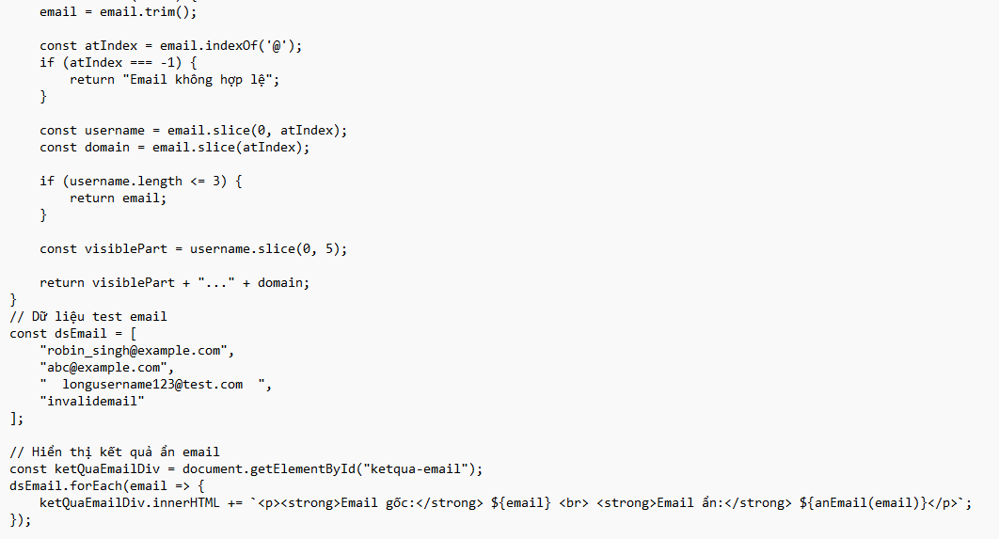 email = email.trim();
const atIndex = email.indexOf('@');
if (atIndex === -1) {
return "Email không hợp lệ";
}
const username = email.slice(0, atIndex);
const domain = email.slice(atIndex);
if (username.length <= 3) {
return email;
}
const visiblePart = username.slice(0, 5);
return visiblePart + "..." + domain;
}
// Dữ liệu test email
const dsEmail = [
"robin_singh@example.com",
"abc@example.com",
"  longusername123@test.com  ",
"invalidemail"
];
// Hiển thị kết quả ẩn email
const ketQuaEmailDiv = document.getElementById("ketqua-email");
dsEmail.forEach(email => {
ketQuaEmailDiv.innerHTML += `<p><strong>Email gốc:</strong> ${email} <br> <strong>Email ẩn:</strong> ${anEmail(email)}</p>`;
});